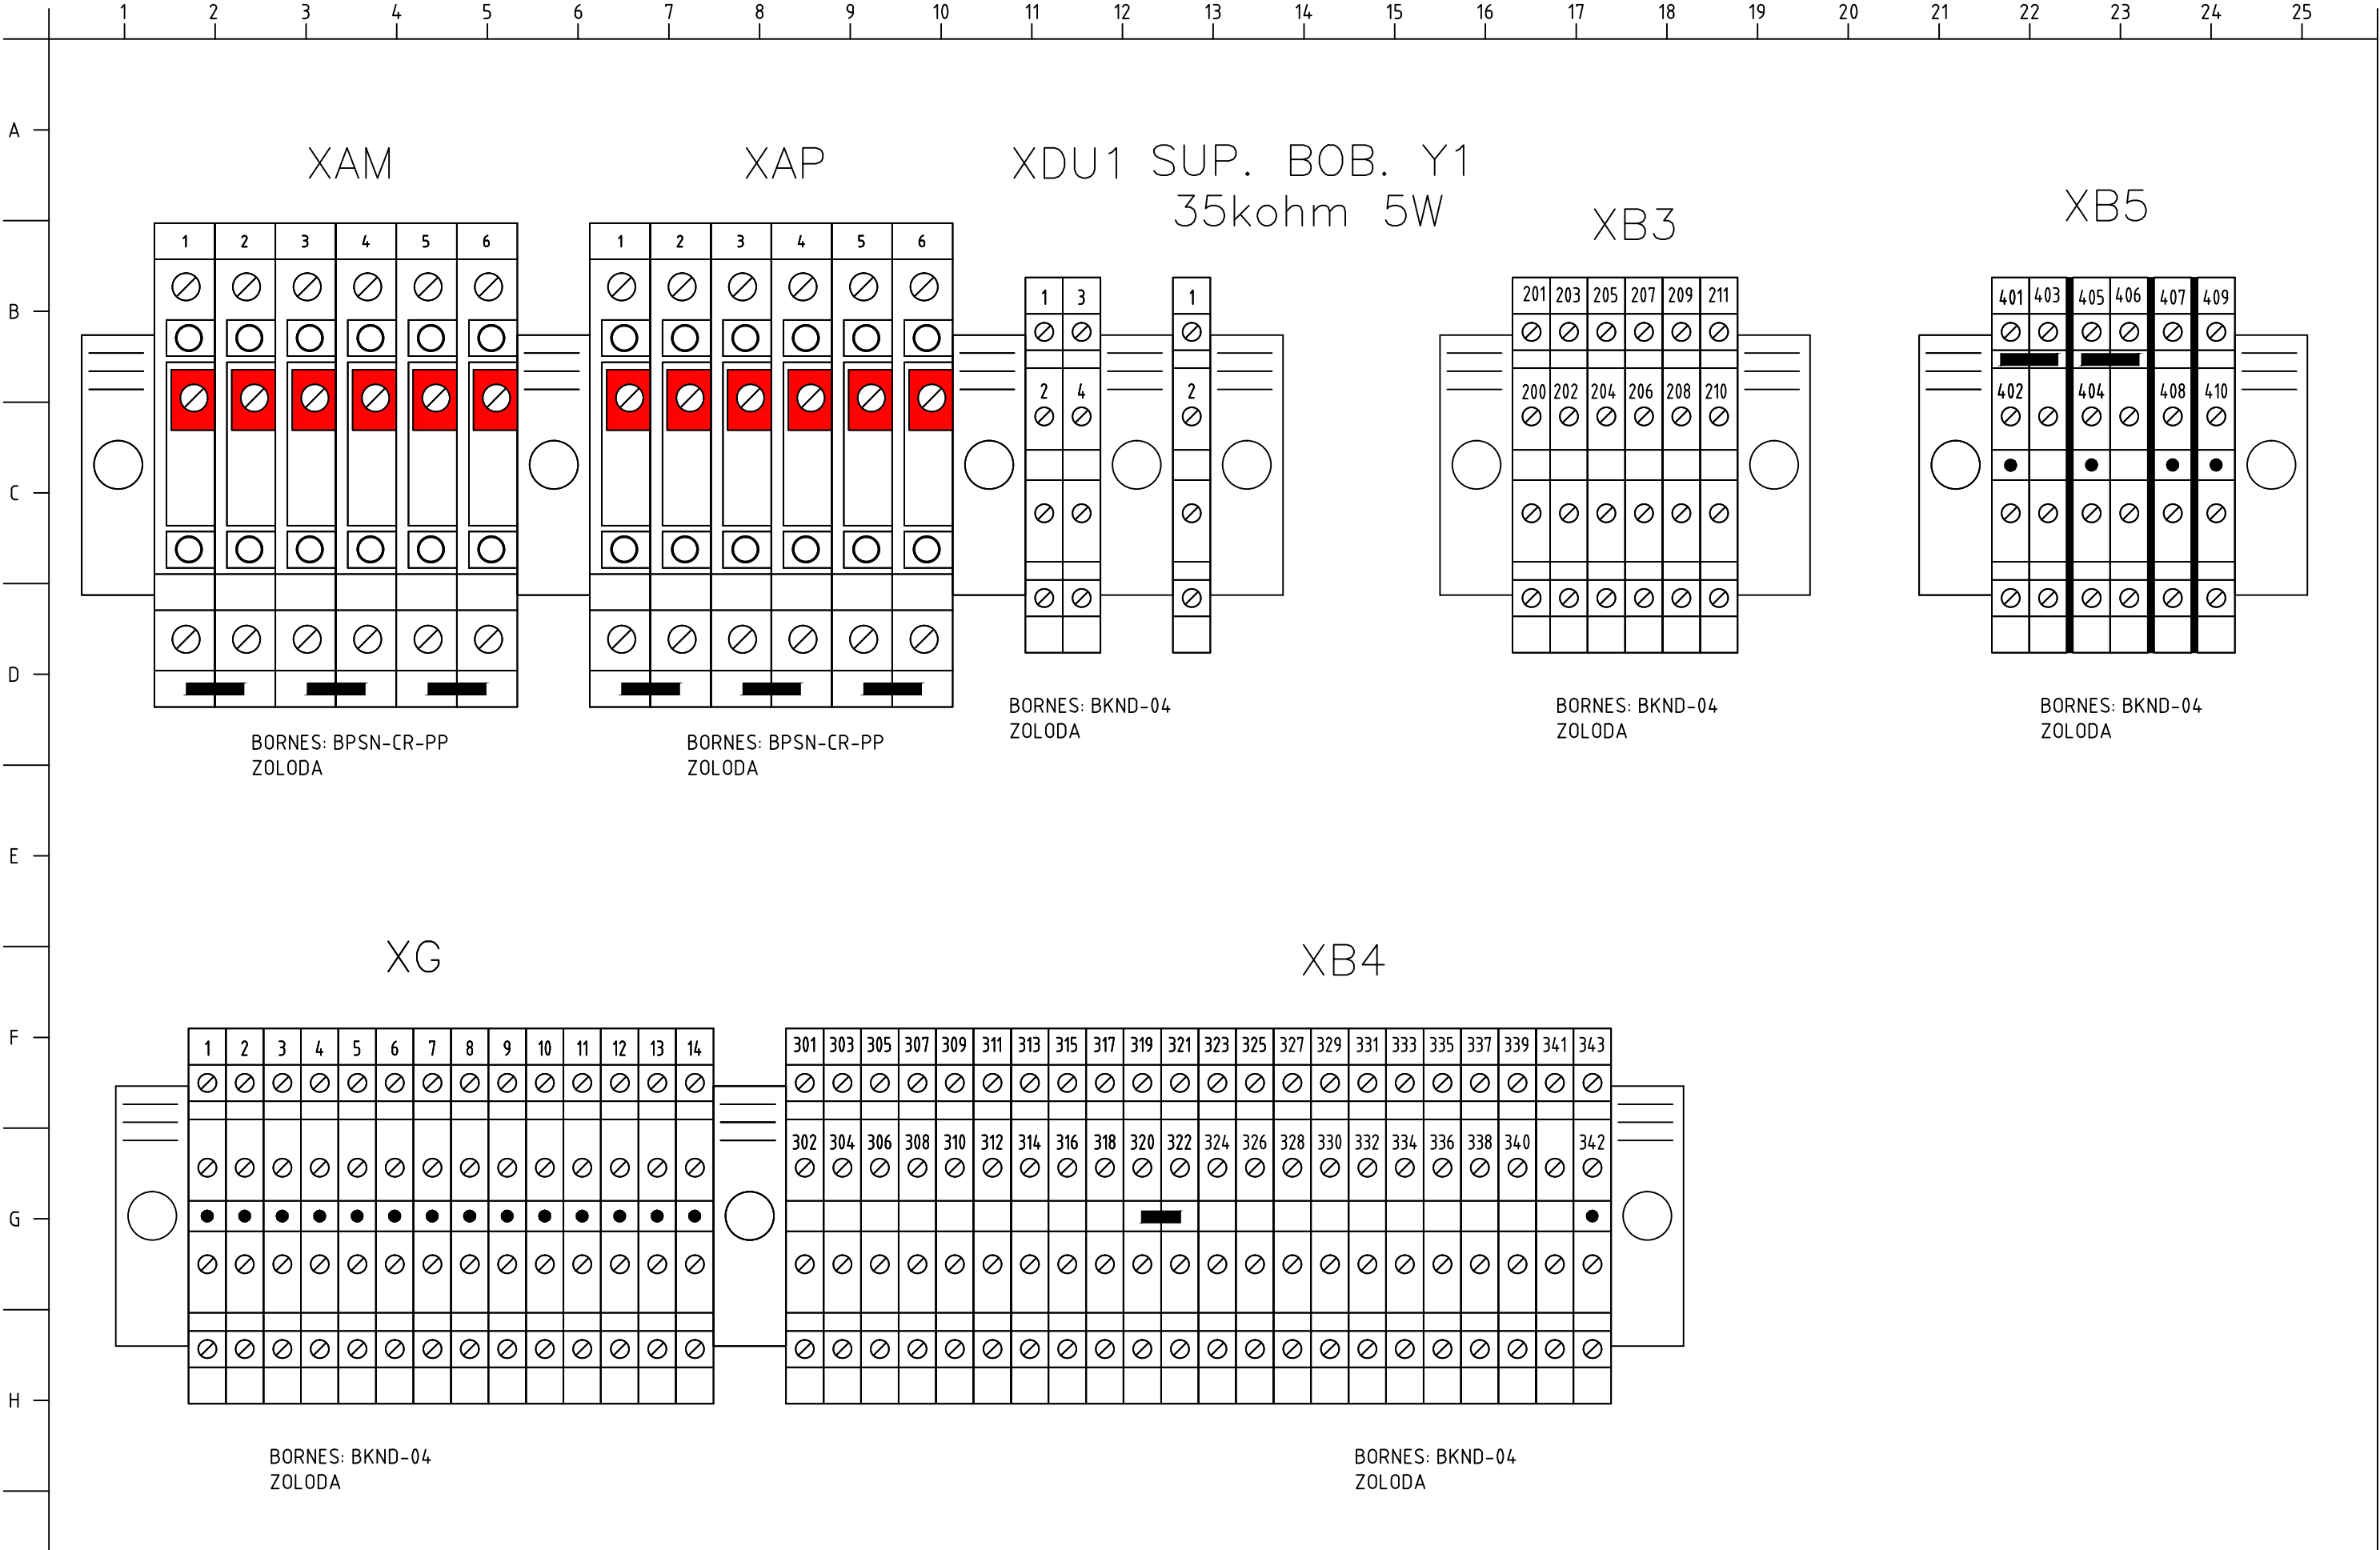 1 2 3 4 5 6 7 8 9 10 11 12 13 14 15 16 17 18 19 20 21 22 23 24 25
A
B
C
D
E
F
G
H
XAM
1 2 3 4 5 6
BORNES: BPSN-CR-PP
ZOLODA
XAP
1 2 3 4 5 6
BORNES: BPSN-CR-PP
ZOLODA
XDU1
1 3
2 4
SUP. BOB. Y1
35kohm 5W
1
2
BORNES: BKND-04
ZOLODA
XB3
201 203 205 207 209 211
200 202 204 206 208 210
BORNES: BKND-04
ZOLODA
XB5
401 403 405 406 407 409
402 404 408 410
BORNES: BKND-04
ZOLODA
XG
1 2 3 4 5 6 7 8 9 10 11 12 13 14
BORNES: BKND-04
ZOLODA
XB4
301 303 305 307 309 311 313 315 317 319 321 323 325 327 329 331 333 335 337 339 341 343
302 304 306 308 310 312 314 316 318 320 322 324 326 328 330 332 334 336 338 340 342
BORNES: BKND-04
ZOLODA